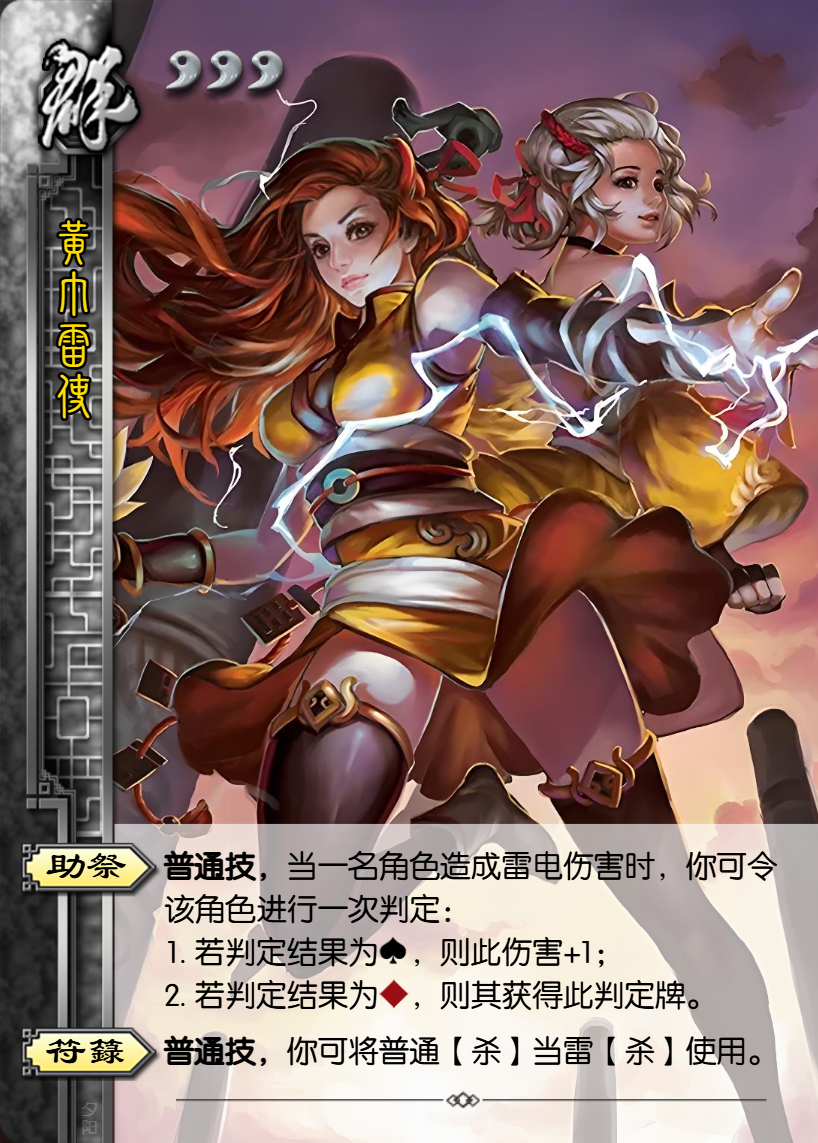 群
黃巾雷使
助祭
普通技，当一名角色造成雷电伤害时，你可令
该角色进行一次判定：
1. 若判定结果为♠，则此伤害+1；
2. 若判定结果为♦，则其获得此判定牌。
符籙
普通技，你可将普通【杀】当雷【杀】使用。
夕阳